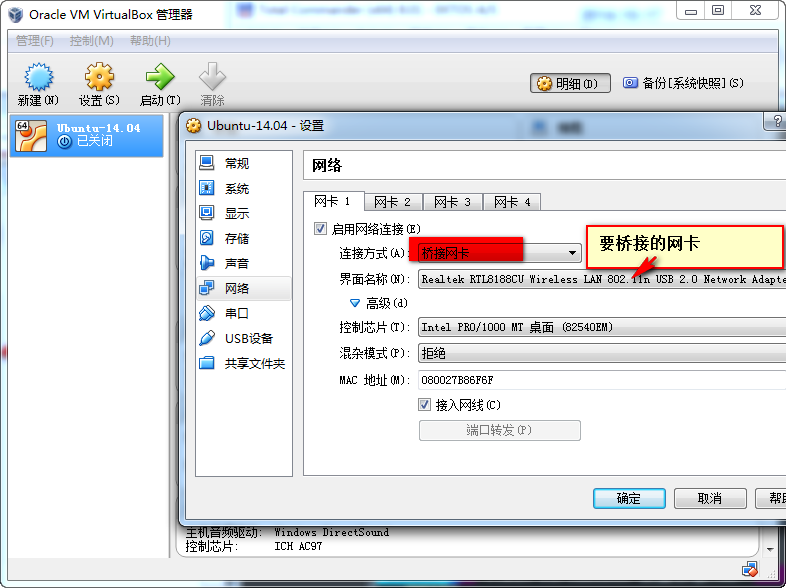 Oracle VM VirtualBox 管理器
管理(F) 控制(M) 帮助(H)
新建(N) 设置(S) 启动(T) 清除
明细(D) 备份[系统快照](S)
64 Ubuntu-14.04
已关闭
Ubuntu-14.04 - 设置
常规
系统
显示
存储
声音
网络
串口
USB设备
共享文件夹
网络
网卡 1 网卡 2 网卡 3 网卡 4
启用网络连接(E)
连接方式(A): 桥接网卡
要桥接的网卡
界面名称(N): Realtek RTL8188CU Wireless LAN 802.11n USB 2.0 Network Adapte
高级(d)
控制芯片(T): Intel PRO/1000 MT 桌面 (82540EM)
混杂模式(P): 拒绝
MAC 地址(M): 080027B86F6F
接入网线(C)
端口转发(P)
确定 取消 帮助
主机音频驱动: Windows DirectSound
控制芯片: ICH AC97